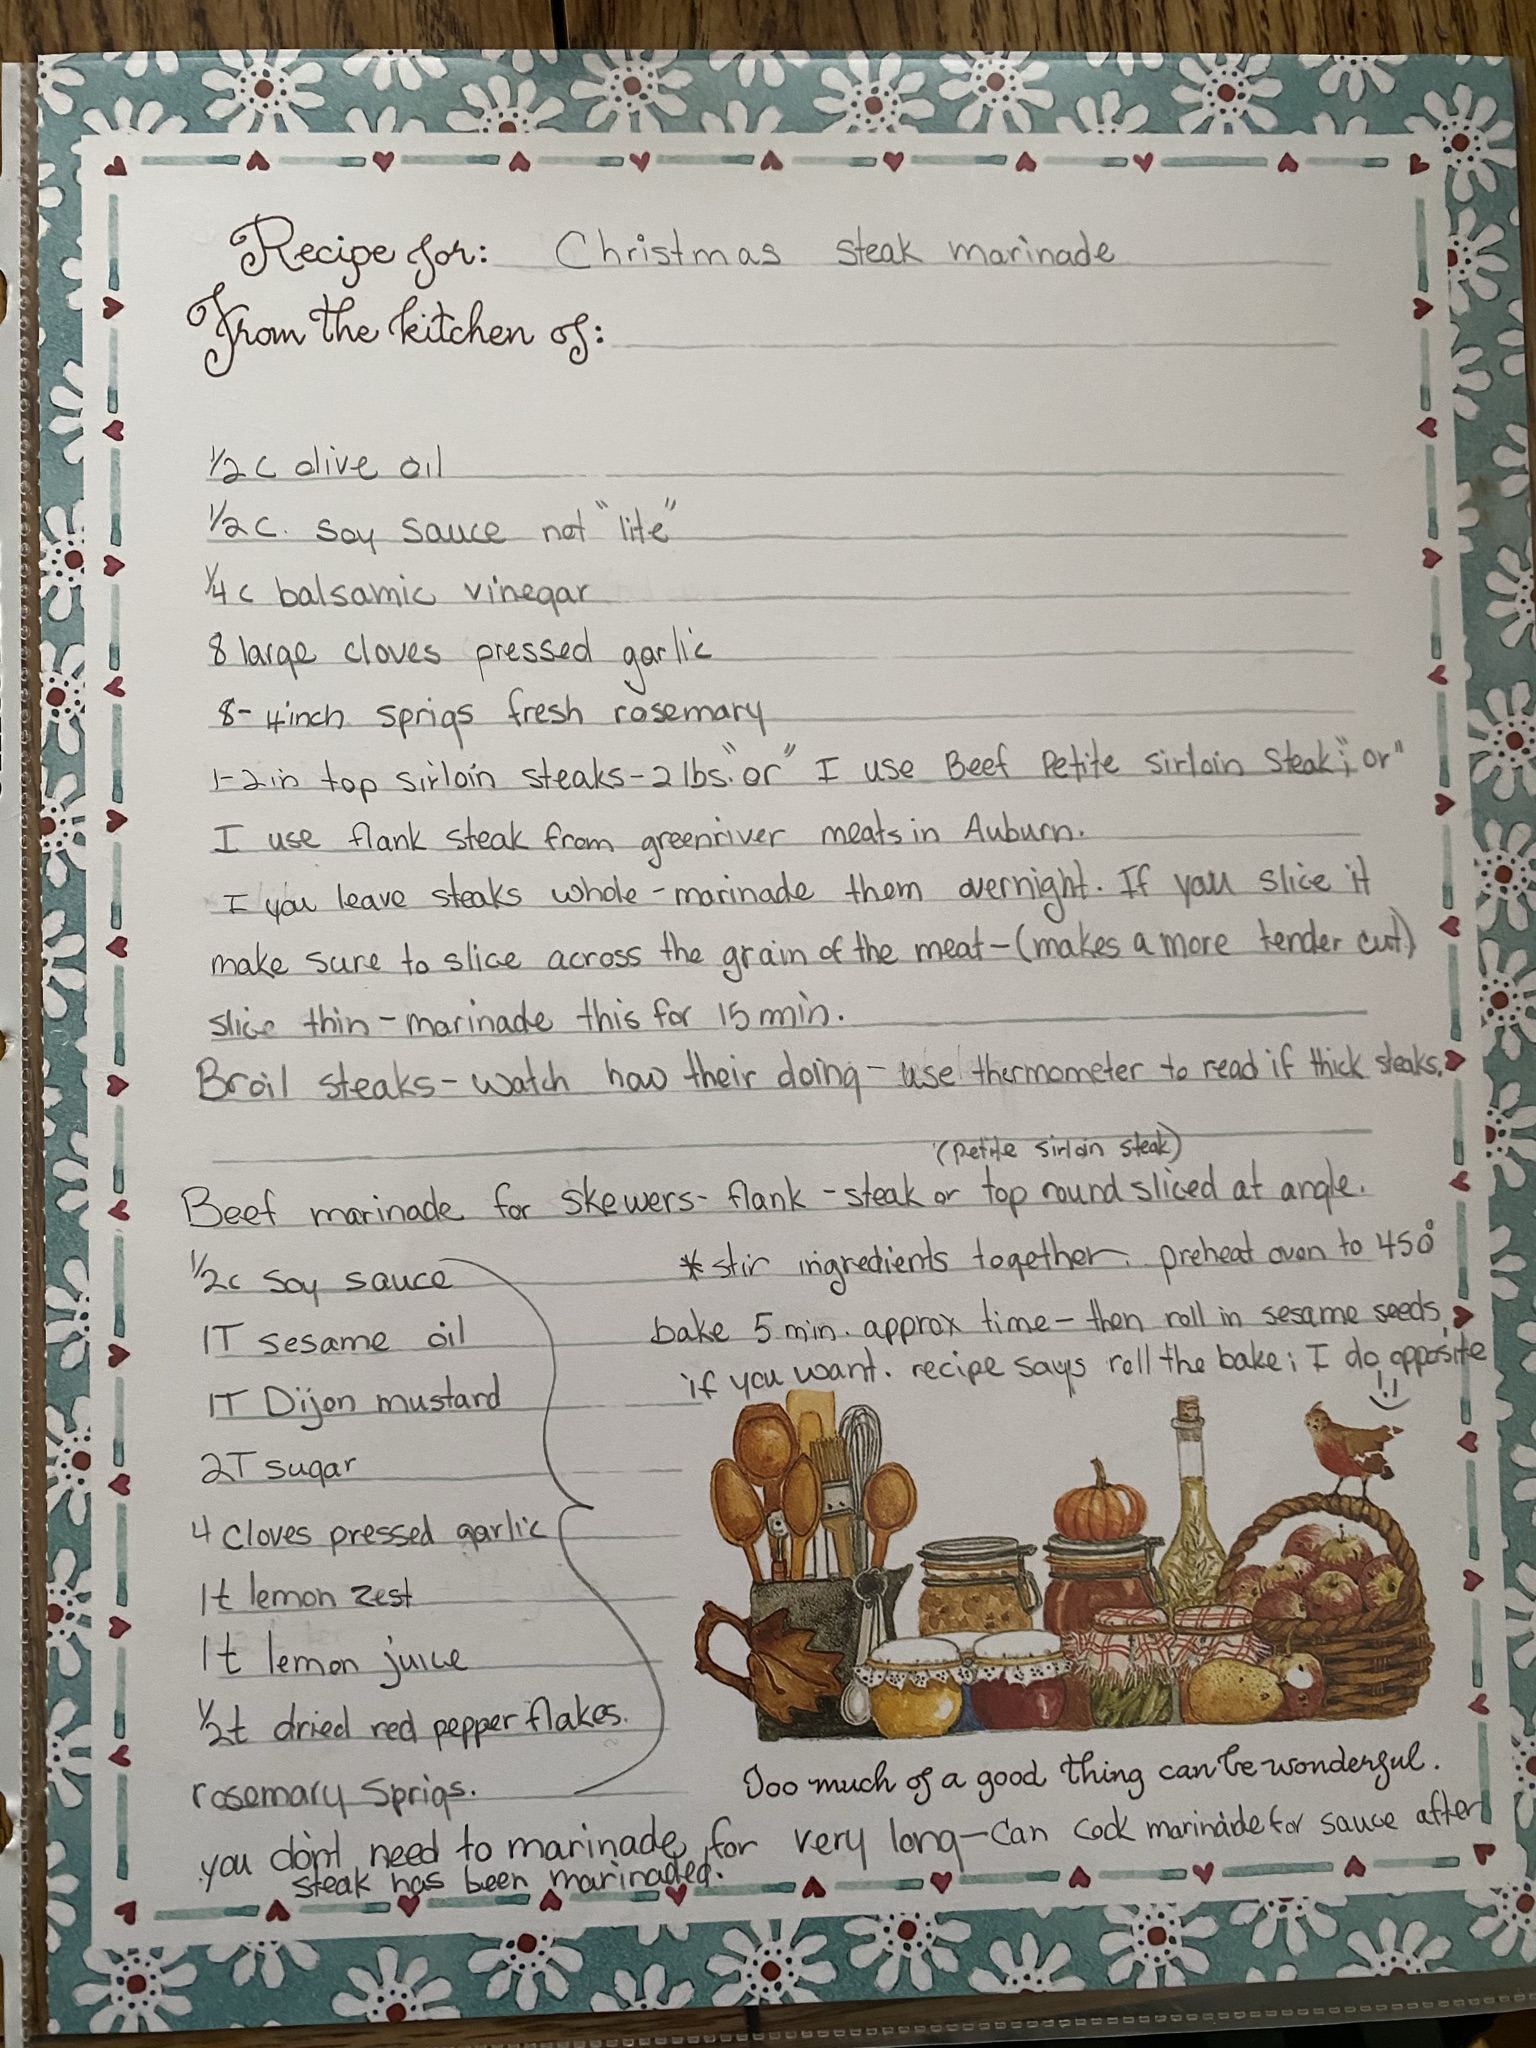 Recipe for: Christmas steak marinade
From the kitchen of:
1/2 c olive oil
1/2 c. soy sauce not "lite"
1/4 c balsamic vinegar
8 large cloves pressed garlic
8- 4inch sprigs fresh rosemary
1-2in top sirloin steaks-2 lbs. "or" I use Beef Petite sirloin steak; "or"
I use flank steak from greenriver meats in Auburn.
I you leave steaks whole - marinade them overnight. If you slice it
make sure to slice across the grain of the meat-(makes a more tender cut.)
slice thin - marinade this for 15 min.
Broil steaks - watch how their doing - use thermometer to read if thick steaks.
(Petite sirloin steak)
Beef marinade for skewers- flank -steak or top round sliced at angle.
1/2c soy sauce
1T sesame oil
1T Dijon mustard
2T sugar
4 cloves pressed garlic
1t lemon zest
1t lemon juice
1/2t dried red pepper flakes.
rosemary sprigs.
* stir ingredients together. preheat oven to 450°
bake 5 min. approx time - then roll in sesame seeds,
if you want. recipe says roll the bake; I do opposite
Too much of a good thing can be wonderful.
you don't need to marinade for very long-can cook marinade for sauce after
steak has been marinaded.